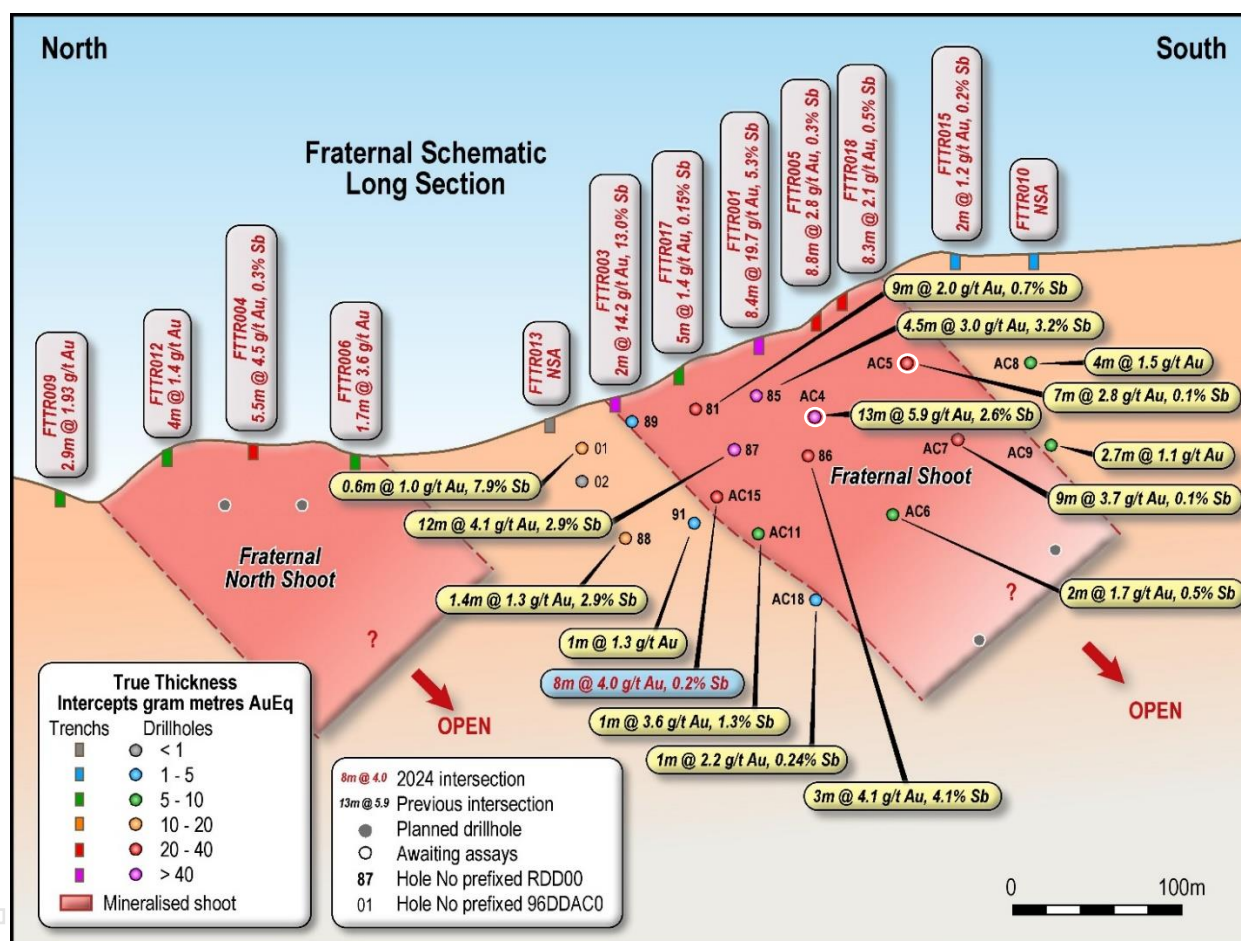 North
South
Fraternal Schematic
Long Section
FTTR009
2.9m @ 1.93 g/t Au
FTTR012
4m @ 1.4 g/t Au
FTTR004
5.5m @ 4.5 g/t Au, 0.3% Sb
FTTR006
1.7m @ 3.6 g/t Au
FTTR013
NSA
FTTR003
2m @ 14.2 g/t Au, 13.0% Sb
FTTR017
5m @ 1.4 g/t Au, 0.15% Sb
FTTR001
8.4m @ 19.7 g/t Au, 5.3% Sb
FTTR005
8.8m @ 2.8 g/t Au, 0.3% Sb
FTTR018
8.3m @ 2.1 g/t Au, 0.5% Sb
FTTR015
2m @ 1.2 g/t Au, 0.2% Sb
FTTR010
NSA
9m @ 2.0 g/t Au, 0.7% Sb
4.5m @ 3.0 g/t Au, 3.2% Sb
AC5
AC8
4m @ 1.5 g/t Au
7m @ 2.8 g/t Au, 0.1% Sb
85
AC4
81
13m @ 5.9 g/t Au, 2.6% Sb
89
01
87
86
AC7
AC9
2.7m @ 1.1 g/t Au
Fraternal Shoot
02
0.6m @ 1.0 g/t Au, 7.9% Sb
9m @ 3.7 g/t Au, 0.1% Sb
AC15
AC6
12m @ 4.1 g/t Au, 2.9% Sb
91
88
AC11
Fraternal
North Shoot
1.4m @ 1.3 g/t Au, 2.9% Sb
AC18
?
2m @ 1.7 g/t Au, 0.5% Sb
?
1m @ 1.3 g/t Au
8m @ 4.0 g/t Au, 0.2% Sb
OPEN
OPEN
1m @ 3.6 g/t Au, 1.3% Sb
1m @ 2.2 g/t Au, 0.24% Sb
3m @ 4.1 g/t Au, 4.1% Sb
True Thickness
Intercepts gram metres AuEq
Trenchs Drillholes
< 1
1 - 5
5 - 10
10 - 20
20 - 40
> 40
Mineralised shoot
8m @ 4.0 2024 intersection
13m @ 5.9 Previous intersection
Planned drillhole
Awaiting assays
87 Hole No prefixed RDD00
01 Hole No prefixed 96DDAC0
0 100m